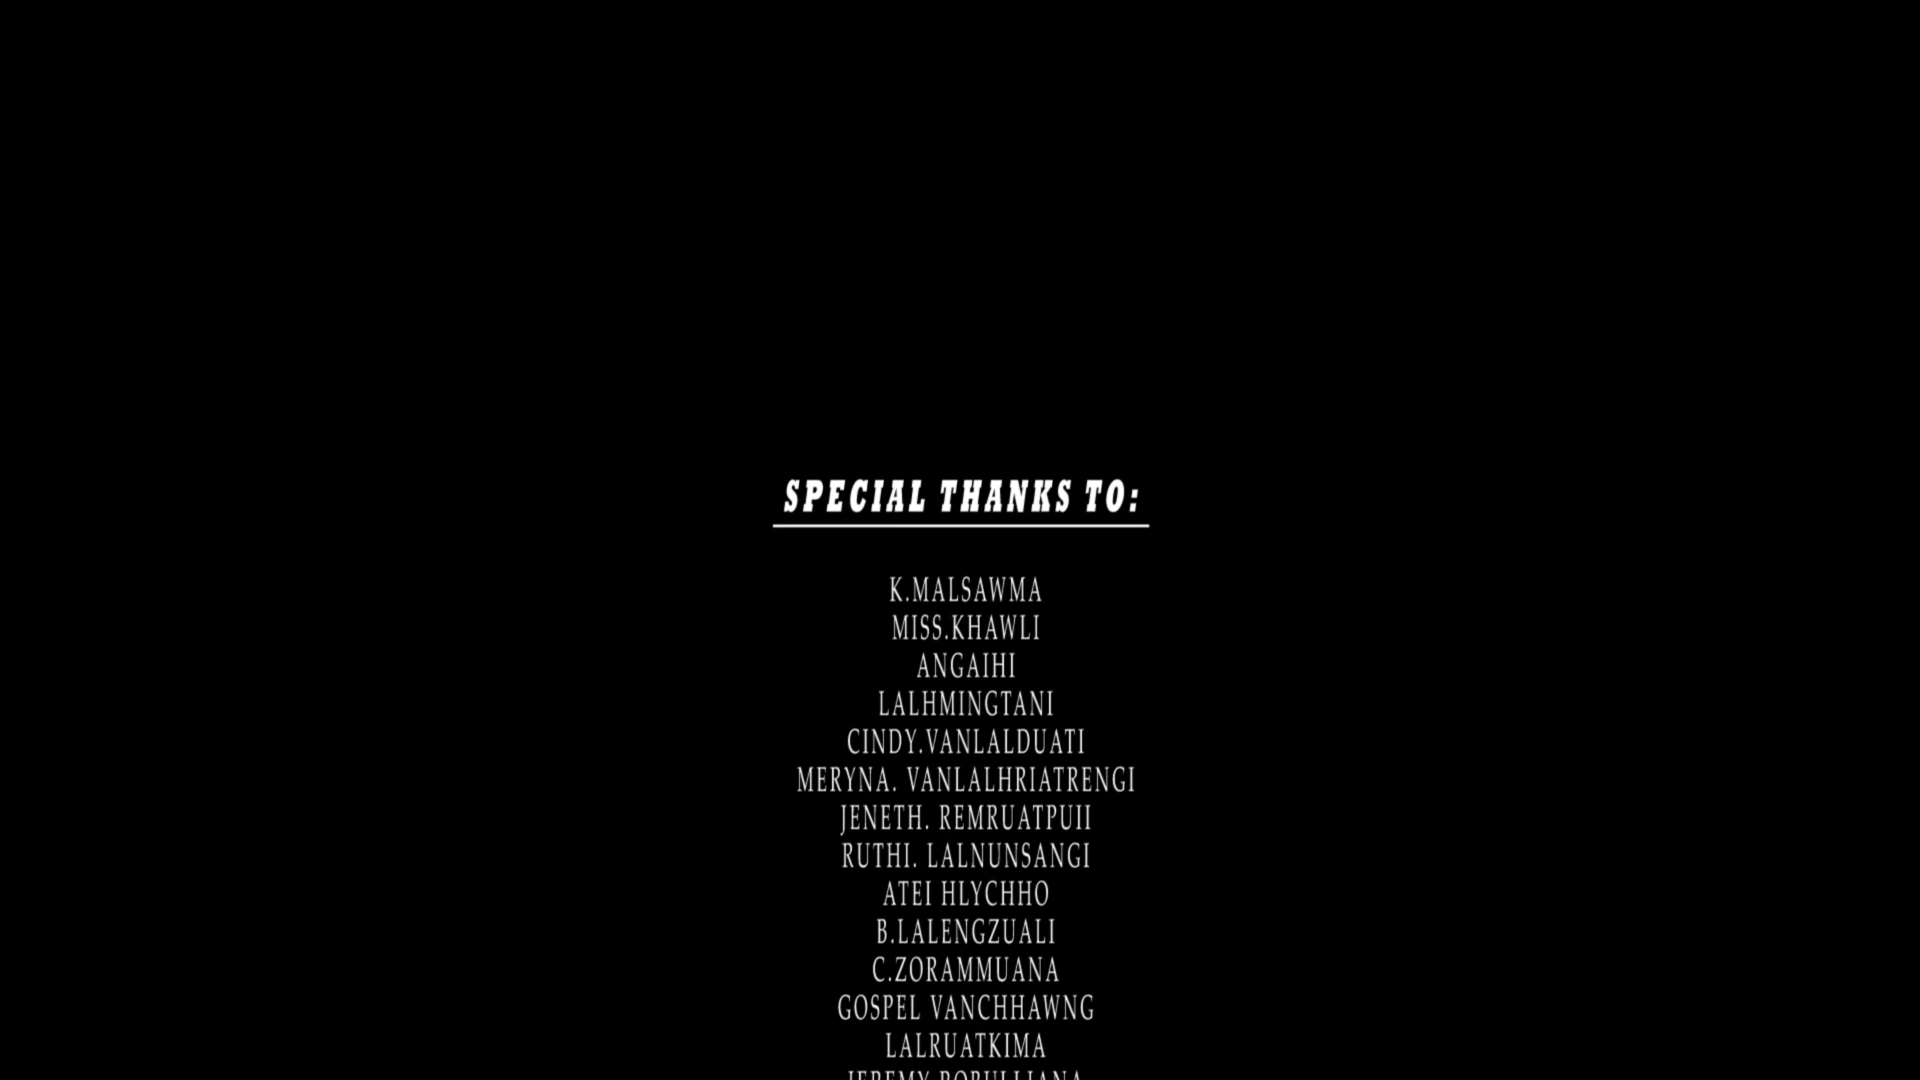 SPECIAL THANKS TO:
K.MALSAWMA
MISS.KHAWLI
ANGAIHI
LALHMINGTANI
CINDY.VANLALDUATI
MERYNA. VANLALHRIATRENGI
JENETH. REMRUATPUII
RUTHI. LALNUNSANGI
ATEI HLYCHHO
B.LALENGZUALI
C.ZORAMMUANA
GOSPEL VANCHHAWNG
LALRUATKIMA
JEREMY